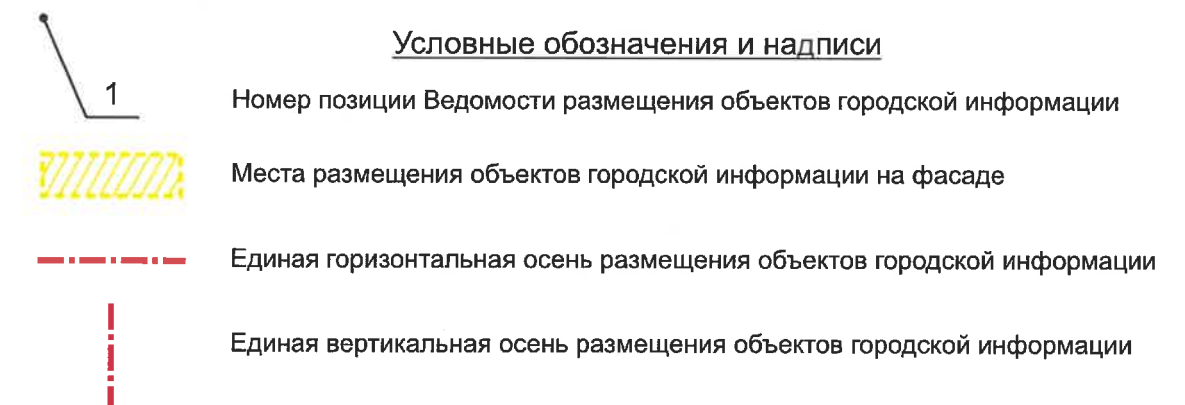 Условные обозначения и надписи
1
Номер позиции Ведомости размещения объектов городской информации
Места размещения объектов городской информации на фасаде
Единая горизонтальная осень размещения объектов городской информации
Единая вертикальная осень размещения объектов городской информации